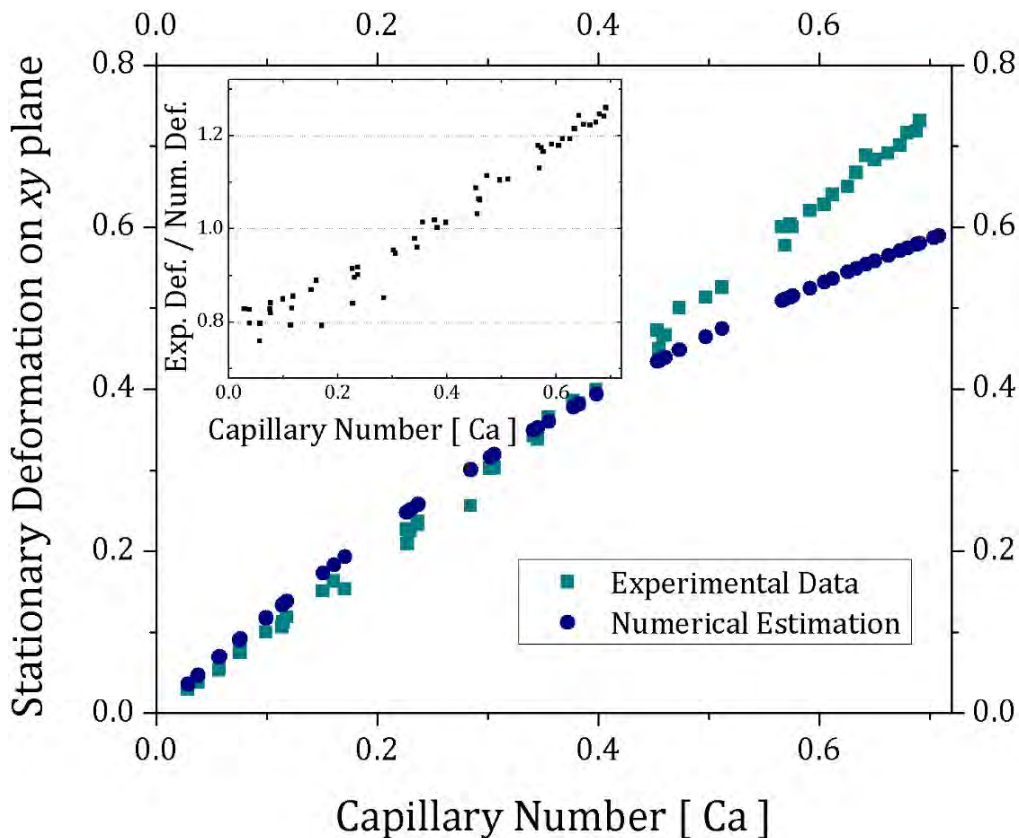 0.0 0.2 0.4 0.6
0.8 0.8
0.6 0.6
0.4 0.4
0.2 0.2
0.0 0.0
0.0 0.2 0.4 0.6
Stationary Deformation on xy plane
Capillary Number [ Ca ]
Exp. Def. / Num. Def.
1.2
1.0
0.8
0.0 0.2 0.4 0.6
Capillary Number [ Ca ]
Experimental Data
Numerical Estimation